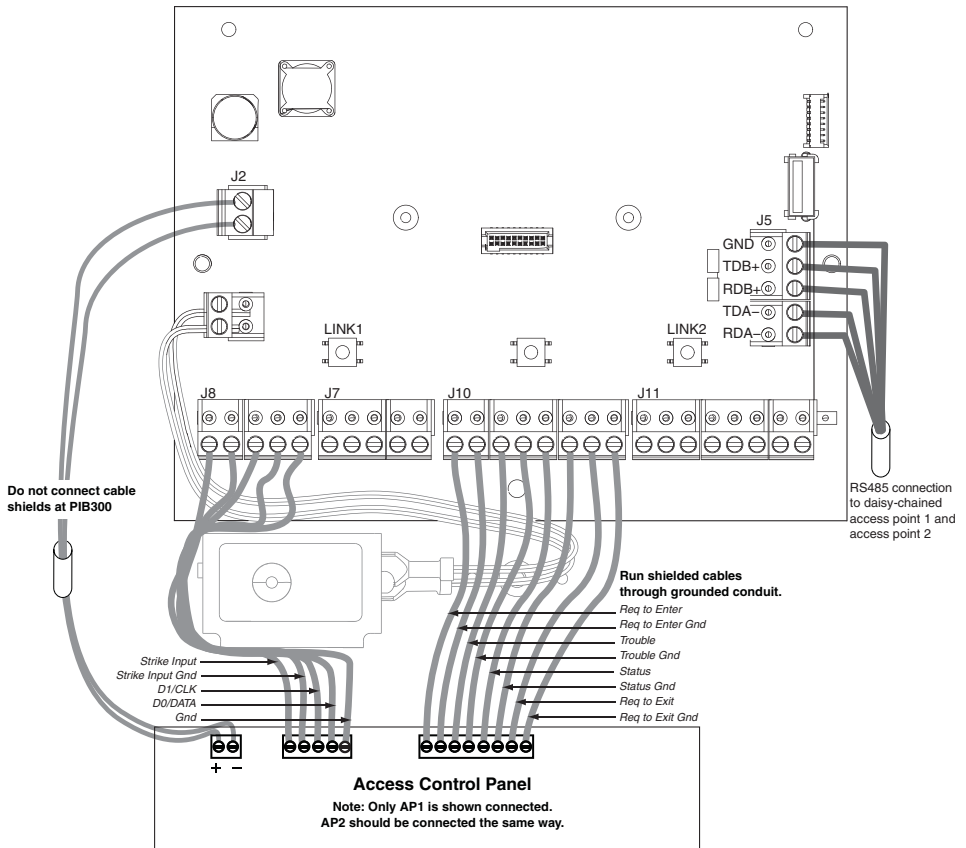 J2
J5
GND
TDB+
RDB+
TDA–
RDA–
LINK1
LINK2
J8
J7
J10
J11
Do not connect cable
shields at PIB300
RS485 connection
to daisy-chained
access point 1 and
access point 2
Run shielded cables
through grounded conduit.
Req to Enter
Req to Enter Gnd
Trouble
Trouble Gnd
Status
Status Gnd
Req to Exit
Req to Exit Gnd
Strike Input
Strike Input Gnd
D1/CLK
D0/DATA
Gnd
+ –
Access Control Panel
Note: Only AP1 is shown connected.
AP2 should be connected the same way.